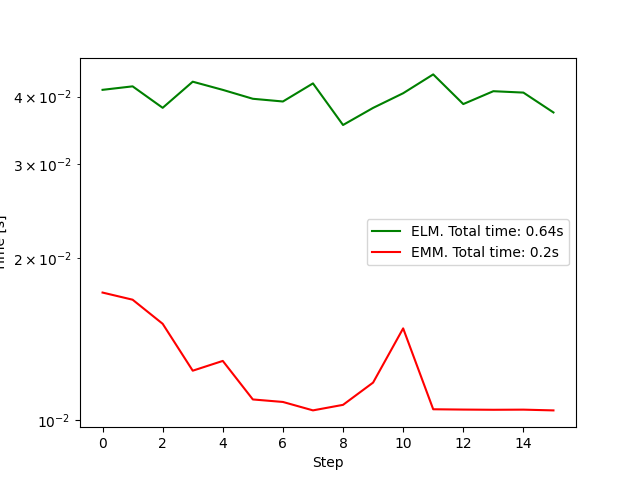 4 × 10⁻²
3 × 10⁻²
2 × 10⁻²
10⁻²
Time [s]
ELM. Total time: 0.64s
EMM. Total time: 0.2s
0 2 4 6 8 10 12 14
Step